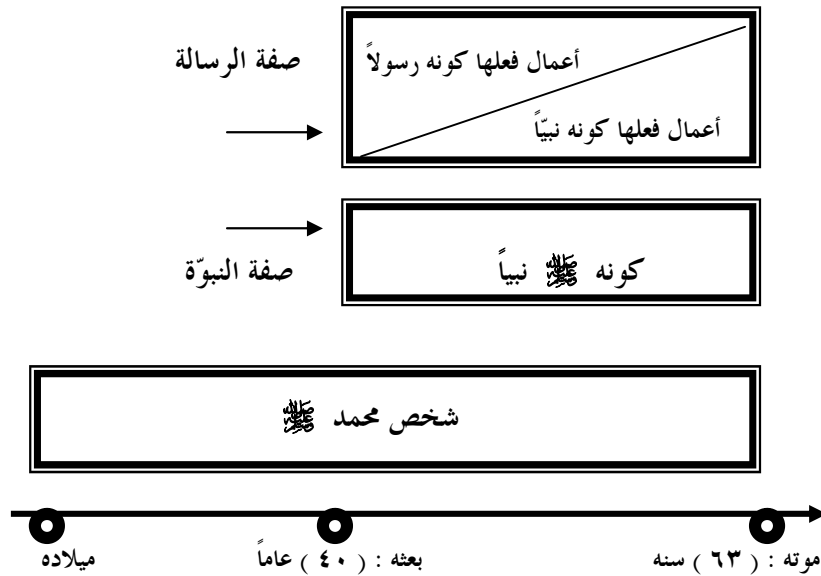 صفة الرسالة
أعمال فعلها كونه رسولاً
أعمال فعلها كونه نبيّاً
كونه ﷺ نبياً
صفة النبوّة
شخص محمد ﷺ
ميلاده
بعثه : ( ٤٠ ) عاماً
موته : ( ٦٣ ) سنه